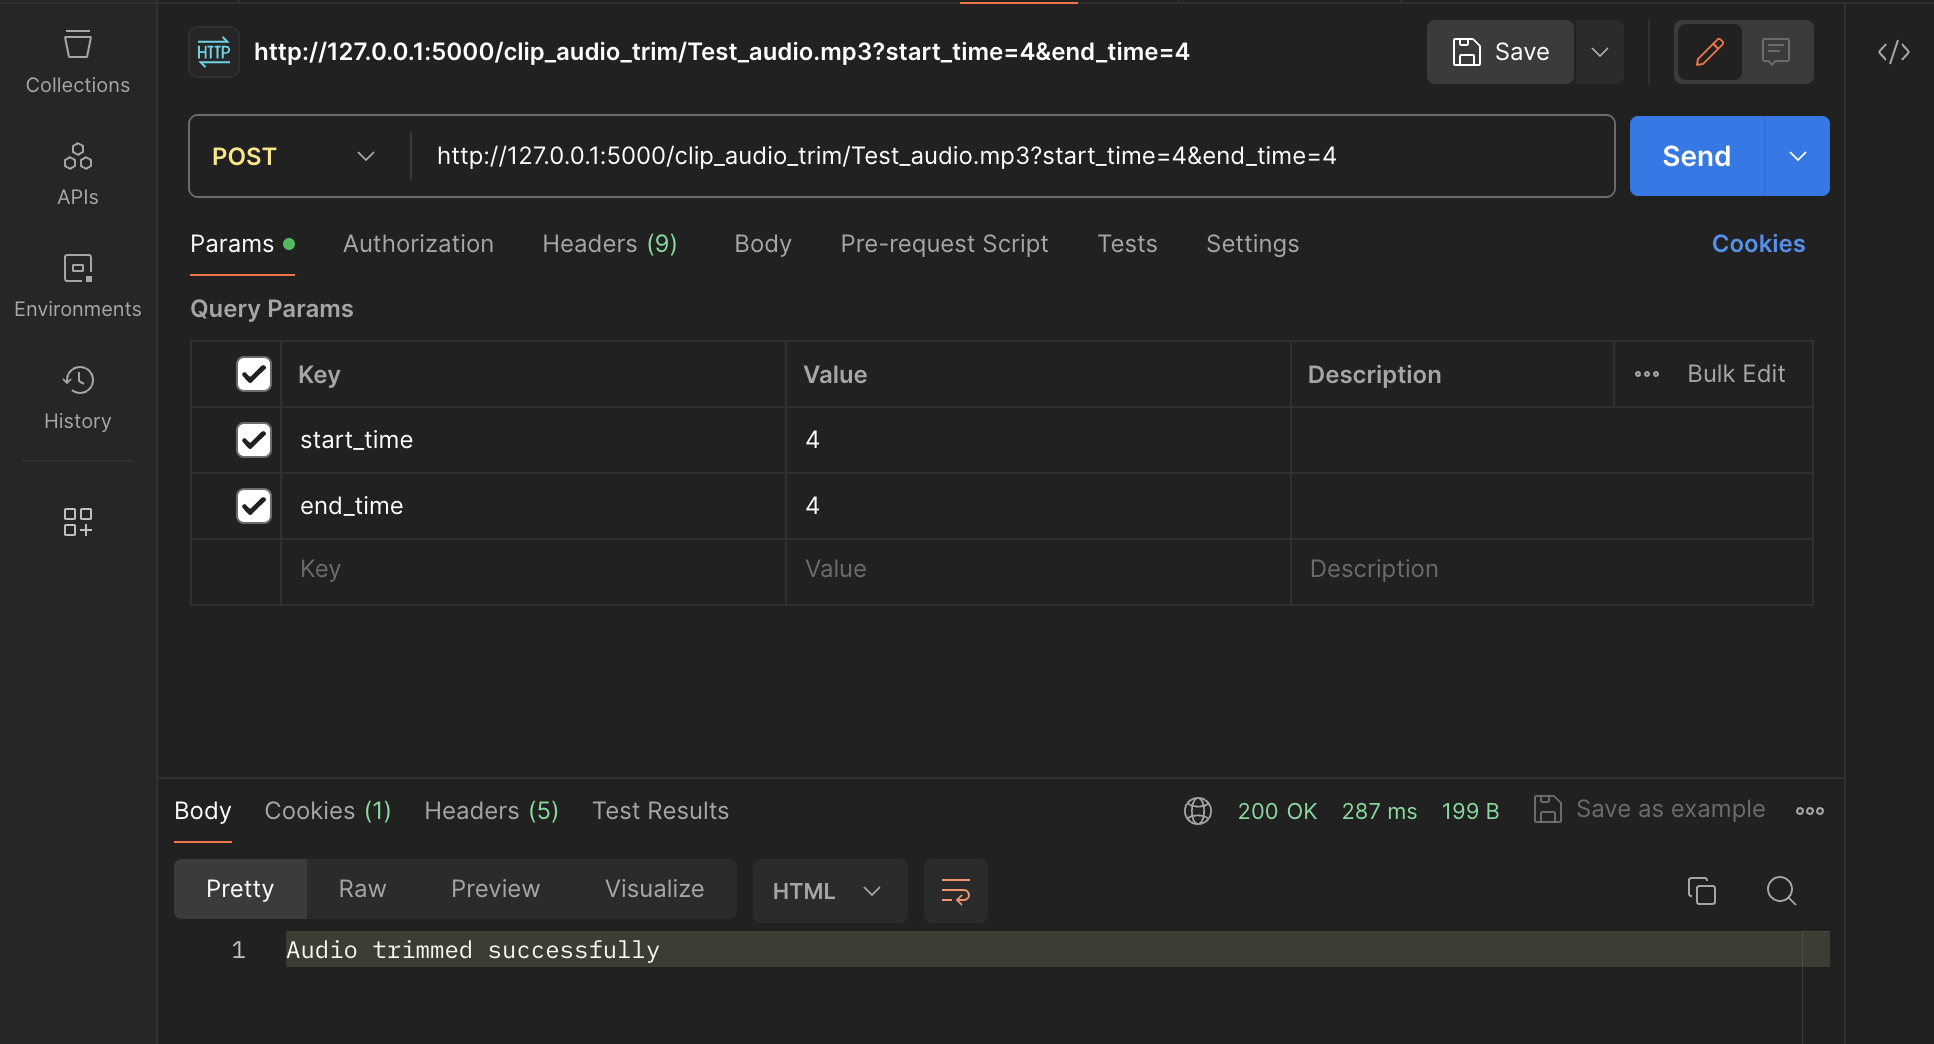 Collections
APIs
Environments
History
HTTP
http://127.0.0.1:5000/clip_audio_trim/Test_audio.mp3?start_time=4&end_time=4
Save
</>
POST
http://127.0.0.1:5000/clip_audio_trim/Test_audio.mp3?start_time=4&end_time=4
Send
Params
Authorization
Headers (9)
Body
Pre-request Script
Tests
Settings
Cookies
Query Params
Key Value Description Bulk Edit
start_time 4
end_time 4
Key Value Description
Body
Cookies (1)
Headers (5)
Test Results
200 OK 287 ms 199 B
Save as example
Pretty
Raw
Preview
Visualize
HTML
1 Audio trimmed successfully